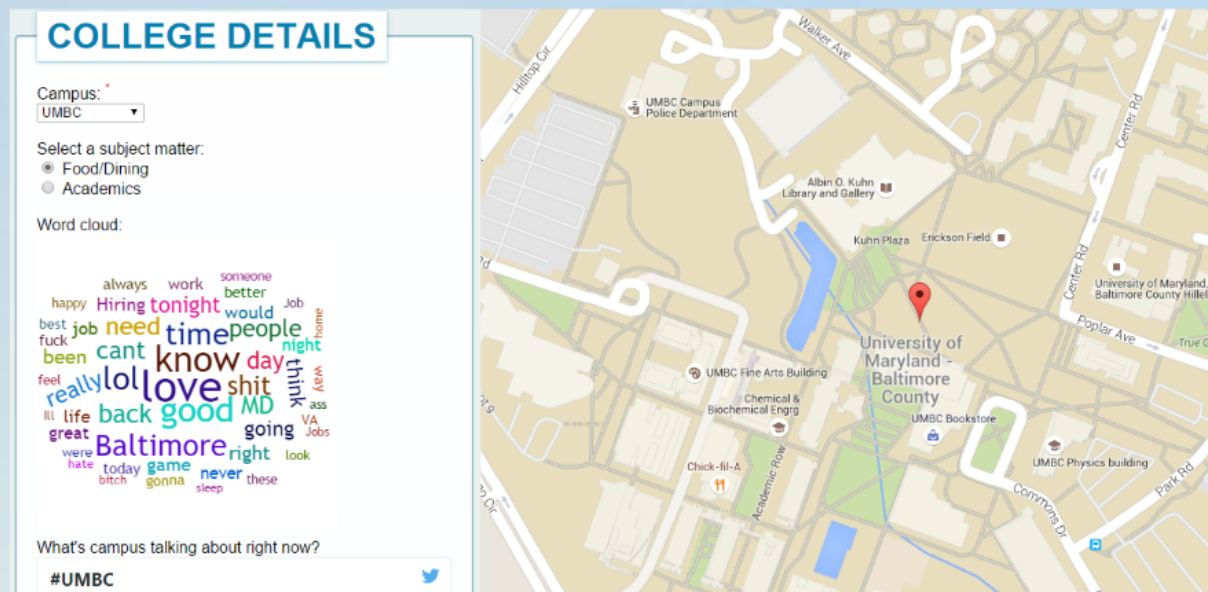 COLLEGE DETAILS
Campus: *
UMBC
Select a subject matter:
Food/Dining
Academics
Word cloud:
someone
always work
better
happy Hiring tonight Job
would
best job need time people home
fuck
night
been cant know day
think
way
feel
really lol love shit
ass
Ill life back good MD
VA
great going Jobs
Baltimore
were right look
hate today game never these
bitch gonna
sleep
What's campus talking about right now?
#UMBC
Hilltop Cir
Walker Ave
Center Rd
UMBC Campus
Police Department
Albin O. Kuhn
Library and Gallery
Kuhn Plaza
Erickson Field
Center Rd
University of Maryland,
Baltimore County Hillel
Rd
Poplar Ave
True G
University of
Maryland -
Baltimore
County
UMBC Fine Arts Building
Chemical &
Biochemical Engrg
UMBC Bookstore
UMBC Physics building
Chick-fil-A
Academic Row
Commons Dr
Park Rd